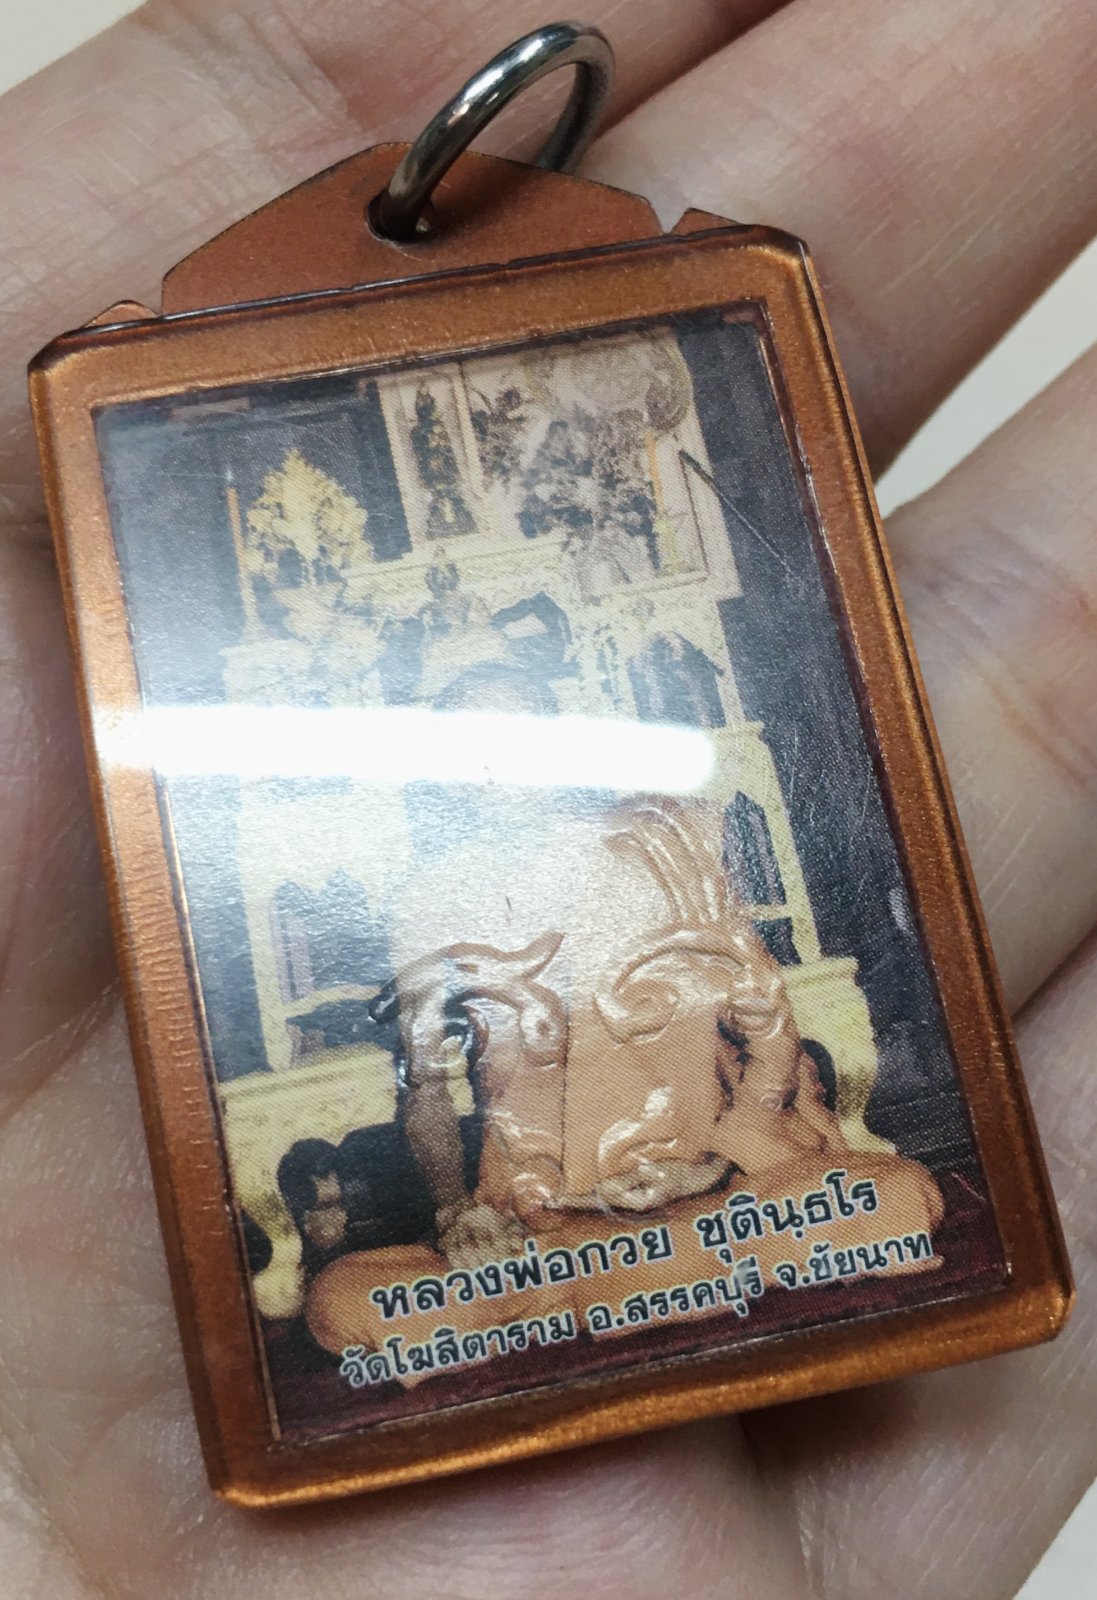 หลวงพ่อกวย ชุตินฺธโร
วัดโฆสิตาราม อ.สรรคบุรี จ.ชัยนาท